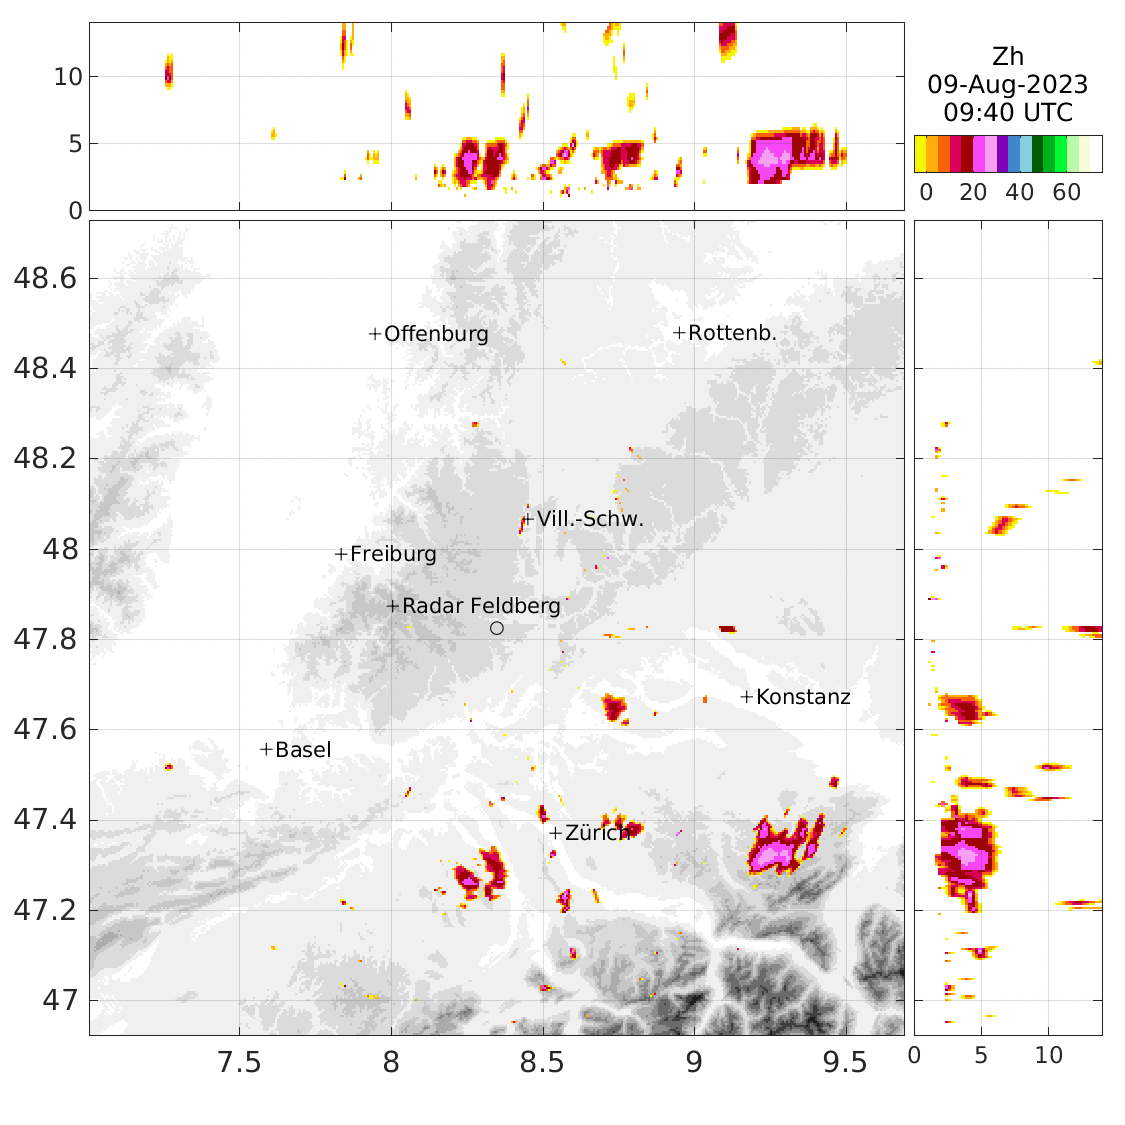 10
5
0
Zh
09-Aug-2023
09:40 UTC
0 20 40 60
48.6
48.4
48.2
48
47.8
47.6
47.4
47.2
47
+Offenburg
+Rottenb.
+Vill.-Schw.
+Freiburg
+Radar Feldberg
+Konstanz
+Basel
+Zürich
7.5 8 8.5 9 9.5
0 5 10